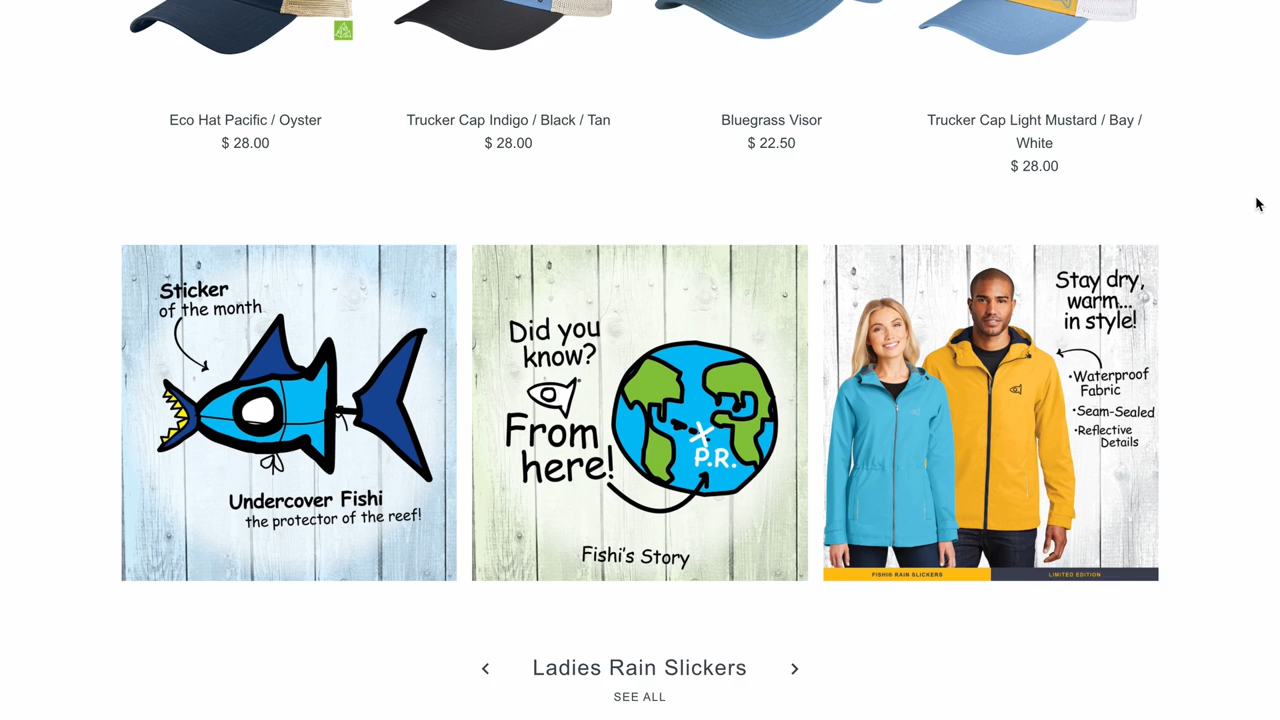 Eco Hat Pacific / Oyster
$ 28.00
Trucker Cap Indigo / Black / Tan
$ 28.00
Bluegrass Visor
$ 22.50
Trucker Cap Light Mustard / Bay /
White
$ 28.00
Sticker
of the month
Undercover Fishi
the protector of the reef!
Did you
know?
From
here!
P.R.
Fishi's Story
Stay dry,
warm...
in style!
•Waterproof
Fabric
•Seam-Sealed
•Reflective
Details
FISHI® RAIN SLICKERS
LIMITED EDITION
Ladies Rain Slickers
SEE ALL